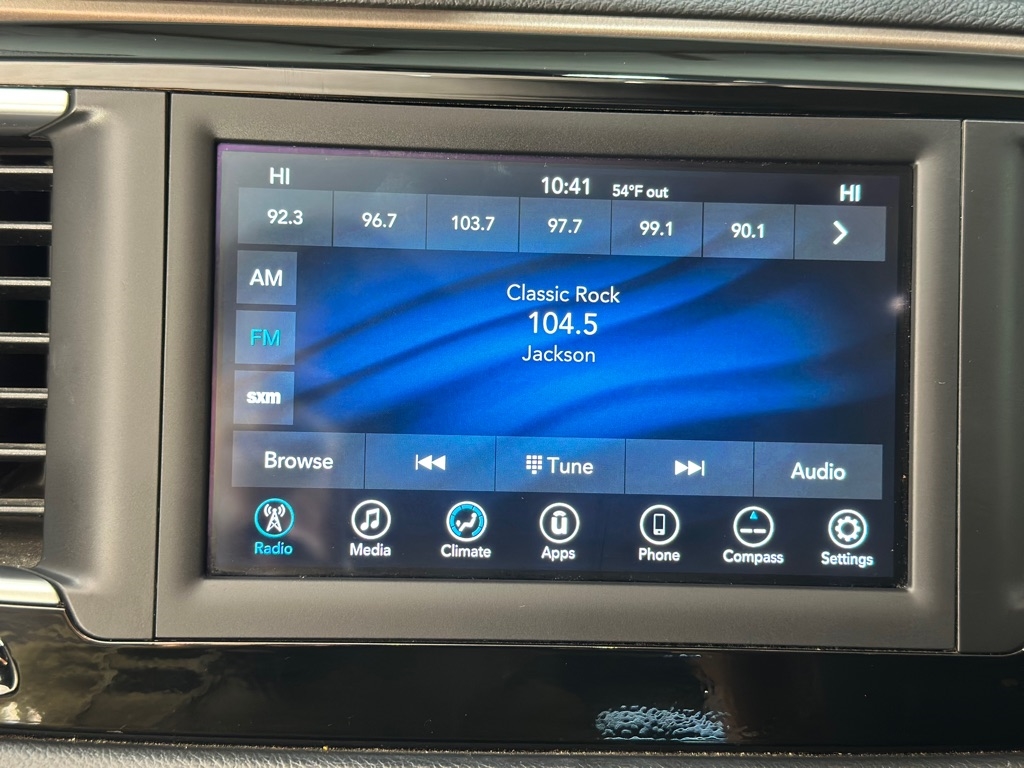 HI 10:41 54°F out HI
92.3 96.7 103.7 97.7 99.1 90.1
AM
FM
sxm
Classic Rock
104.5
Jackson
Browse Tune Audio
Radio Media Climate Apps Phone Compass Settings